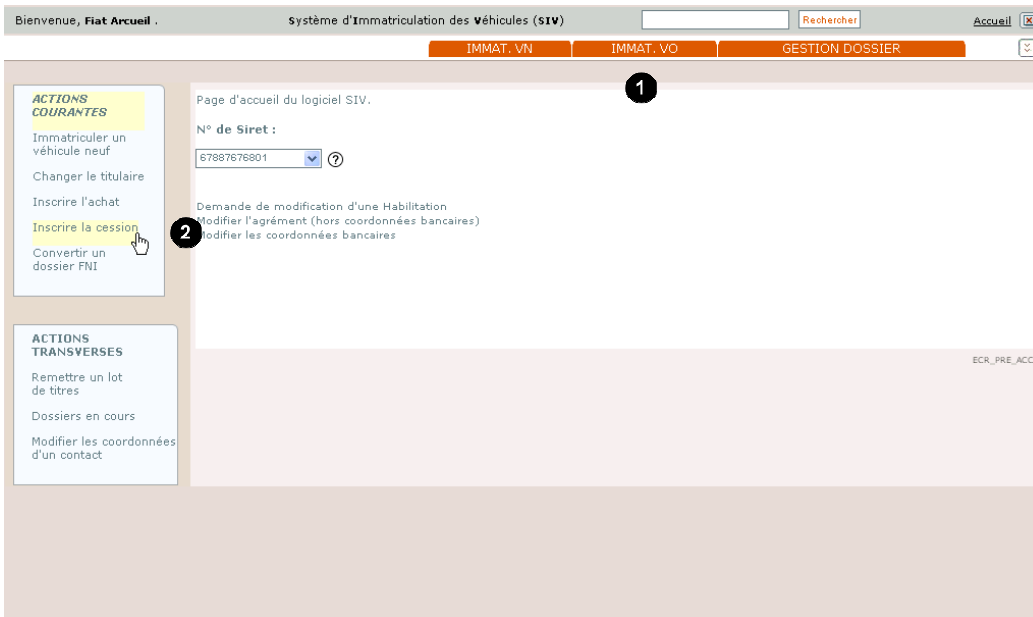 Bienvenue, Fiat Arcueil .
Système d'Immatriculation des Véhicules (SIV)
Rechercher
Accueil
IMMAT. VN
IMMAT. VO
GESTION DOSSIER
1
ACTIONS
COURANTES
Immatriculer un
véhicule neuf
Changer le titulaire
Inscrire l'achat
Inscrire la cession
2
Convertir un
dossier FNI
Page d'accueil du logiciel SIV.
N° de Siret :
67887676801
?
Demande de modification d'une Habilitation
Modifier l'agrément (hors coordonnées bancaires)
Modifier les coordonnées bancaires
ECR_PRE_ACC
ACTIONS
TRANSVERSES
Remettre un lot
de titres
Dossiers en cours
Modifier les coordonnées
d'un contact